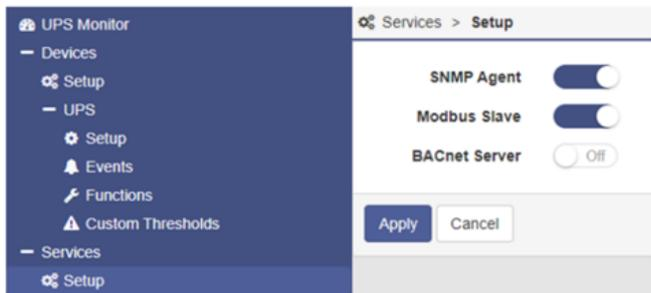 UPS Monitor
Devices
Setup
UPS
Setup
Events
Functions
Custom Thresholds
Services
Setup
Services > Setup
SNMP Agent
Modbus Slave
BACnet Server Off
Apply Cancel